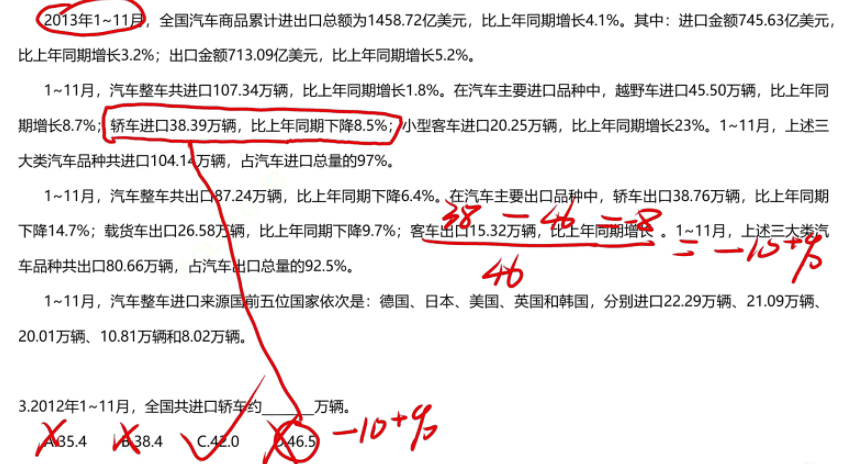 2013年1~11月，全国汽车商品累计进出口总额为1458.72亿美元，比上年同期增长4.1%。其中：进口金额745.63亿美元，
比上年同期增长3.2%；出口金额713.09亿美元，比上年同期增长5.2%。
1~11月，汽车整车共进口107.34万辆，比上年同期增长1.8%。在汽车主要进口品种中，越野车进口45.50万辆，比上年同
期增长8.7%；轿车进口38.39万辆，比上年同期下降8.5%；小型客车进口20.25万辆，比上年同期增长23%。1~11月，上述三
大类汽车品种共进口104.14万辆，占汽车进口总量的97%。
1~11月，汽车整车共出口87.24万辆，比上年同期下降6.4%。在汽车主要出口品种中，轿车出口38.76万辆，比上年同期
下降14.7%；载货车出口26.58万辆，比上年同期下降9.7%；客车出口15.32万辆，比上年同期增长 。1~11月，上述三大类汽
38 - 46 = -8
46
= -10+%
车品种共出口80.66万辆，占汽车出口总量的92.5%。
1~11月，汽车整车进口来源国前五位国家依次是：德国、日本、美国、英国和韩国，分别进口22.29万辆、21.09万辆、
20.01万辆、10.81万辆和8.02万辆。
3.2012年1~11月，全国共进口轿车约______万辆。
A.35.4 B.38.4 C.42.0 D.46.5 -10+%